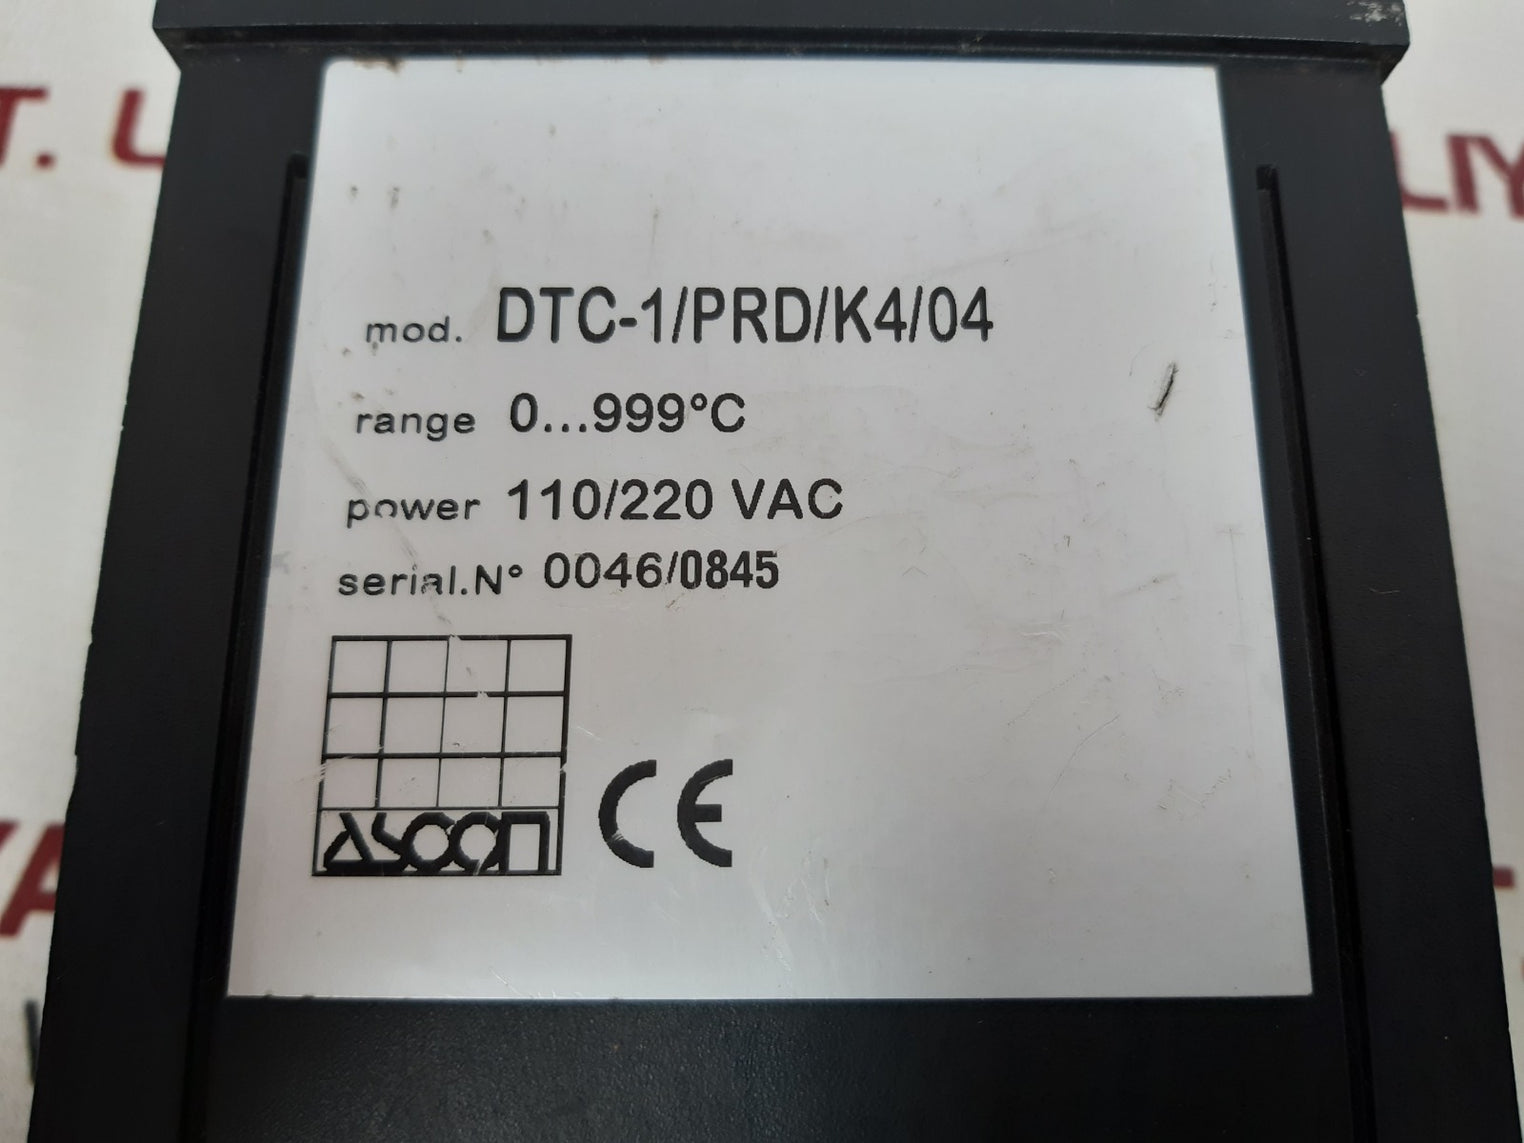 mod. DTC-1/PRD/K4/04
range 0...999°C
power 110/220 VAC
serial.N° 0046/0845
ASCON
CE